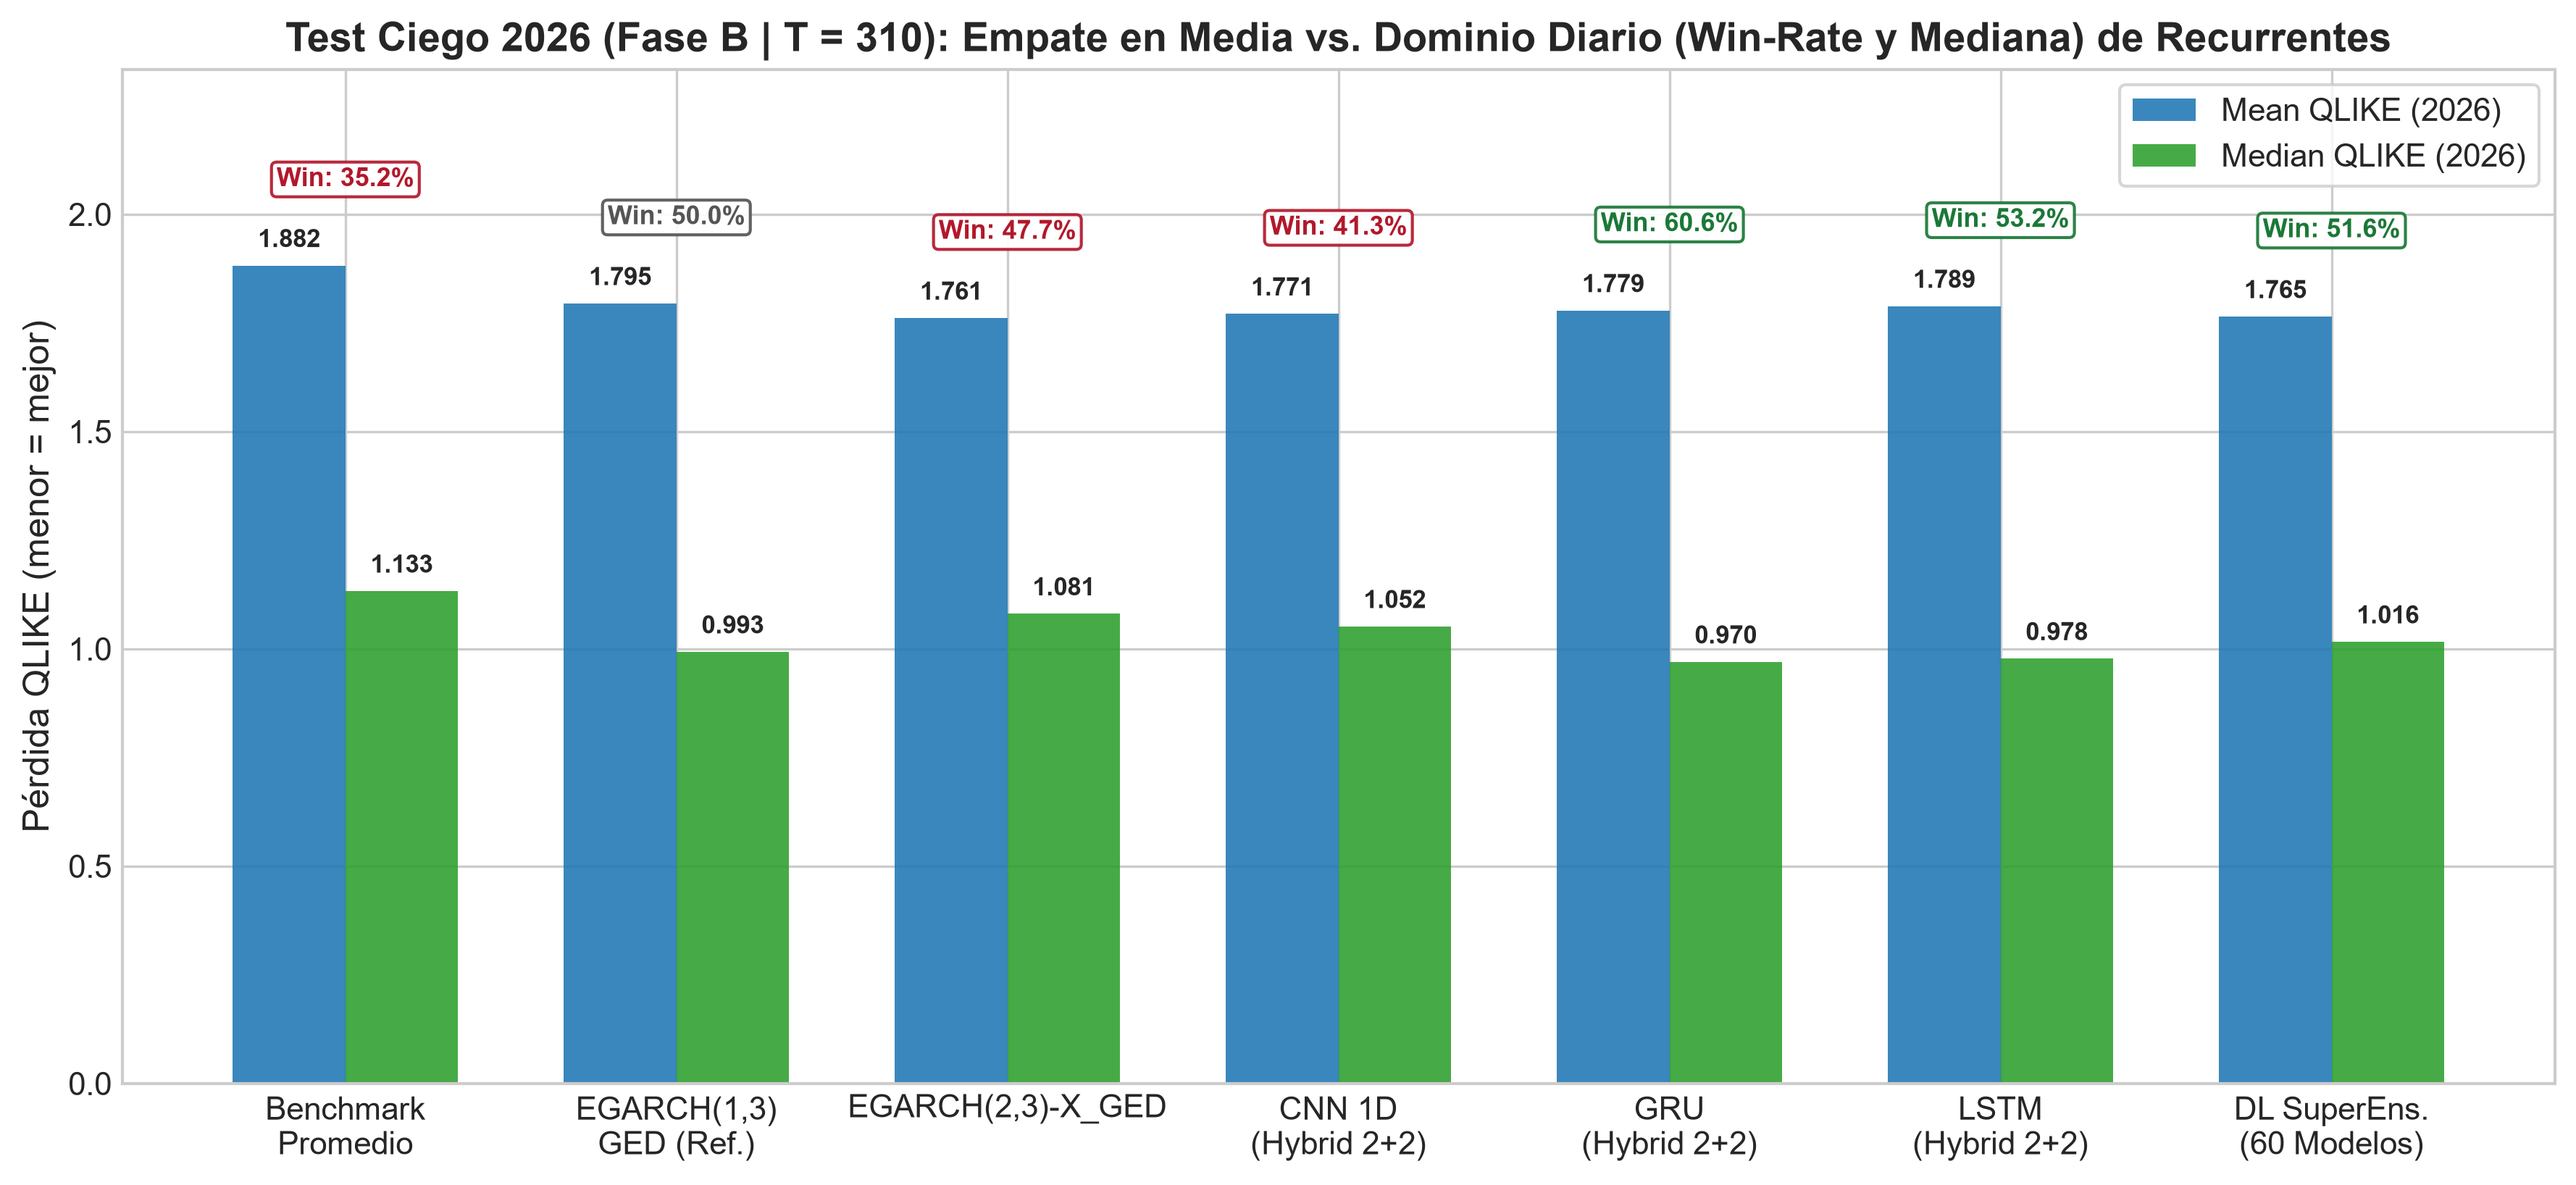 Test Ciego 2026 (Fase B | T = 310): Empate en Media vs. Dominio Diario (Win-Rate y Mediana) de Recurrentes
Mean QLIKE (2026)
Median QLIKE (2026)
Pérdida QLIKE (menor = mejor)
2.0
1.5
1.0
0.5
0.0
Win: 35.2%
Win: 50.0%
Win: 47.7%
Win: 41.3%
Win: 60.6%
Win: 53.2%
Win: 51.6%
1.882
1.795
1.761
1.771
1.779
1.789
1.765
1.133
0.993
1.081
1.052
0.970
0.978
1.016
Benchmark
Promedio
EGARCH(1,3)
GED (Ref.)
EGARCH(2,3)-X_GED
CNN 1D
(Hybrid 2+2)
GRU
(Hybrid 2+2)
LSTM
(Hybrid 2+2)
DL SuperEns.
(60 Modelos)